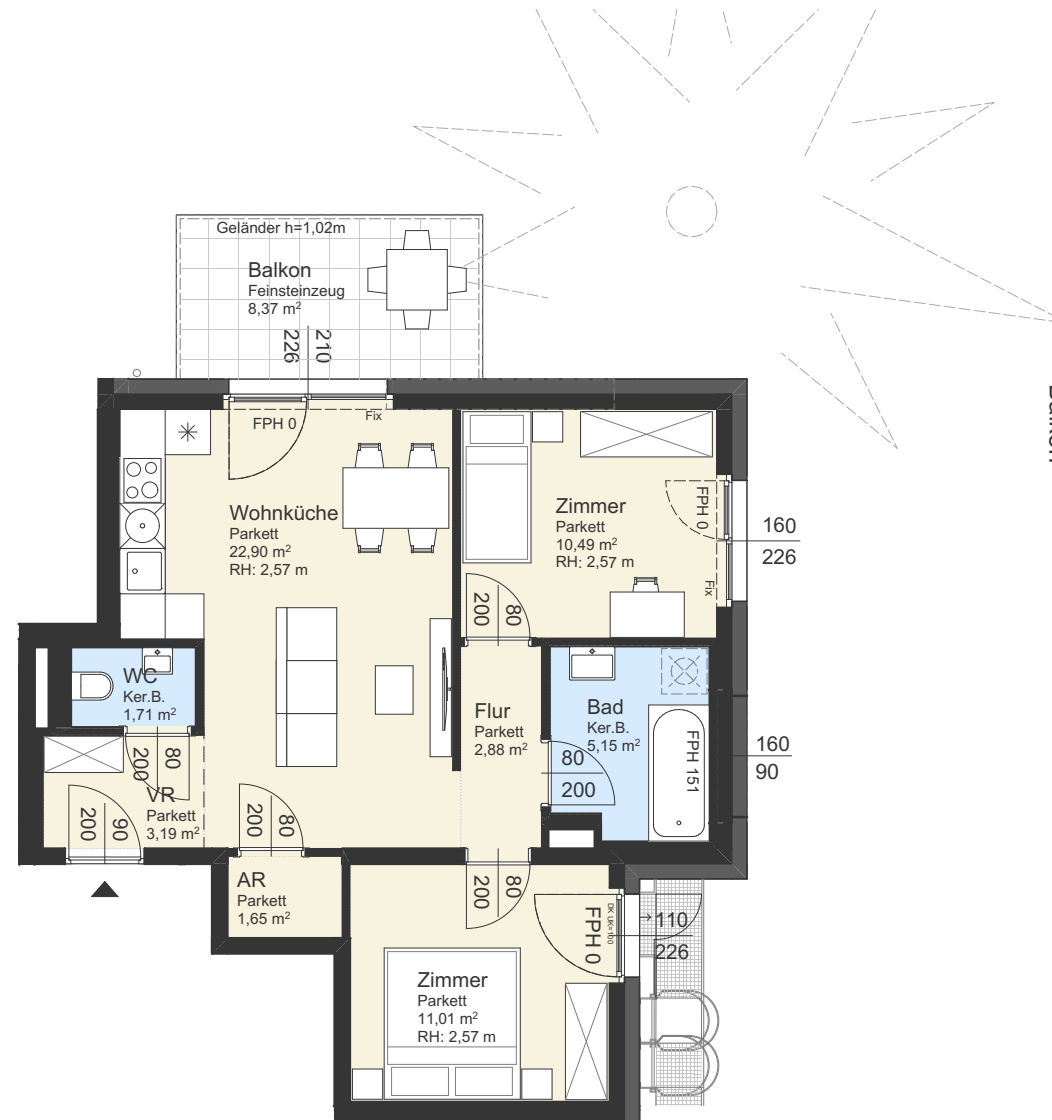 Geländer h=1,02m
Balkon
Feinsteinzeug
8,37 m²
226
210
FPH 0
Fix
Wohnküche
Parkett
22,90 m²
RH: 2,57 m
Zimmer
Parkett
10,49 m²
RH: 2,57 m
FPH 0
Fix
160
226
200
80
WC
Ker.B.
1,71 m²
200
80
VR
Parkett
3,19 m²
200
90
200
80
Flur
Parkett
2,88 m²
Bad
Ker.B.
5,15 m²
80
200
FPH 151
160
90
AR
Parkett
1,65 m²
200
80
Zimmer
Parkett
11,01 m²
RH: 2,57 m
FPH 0
DK UK=100
110
226